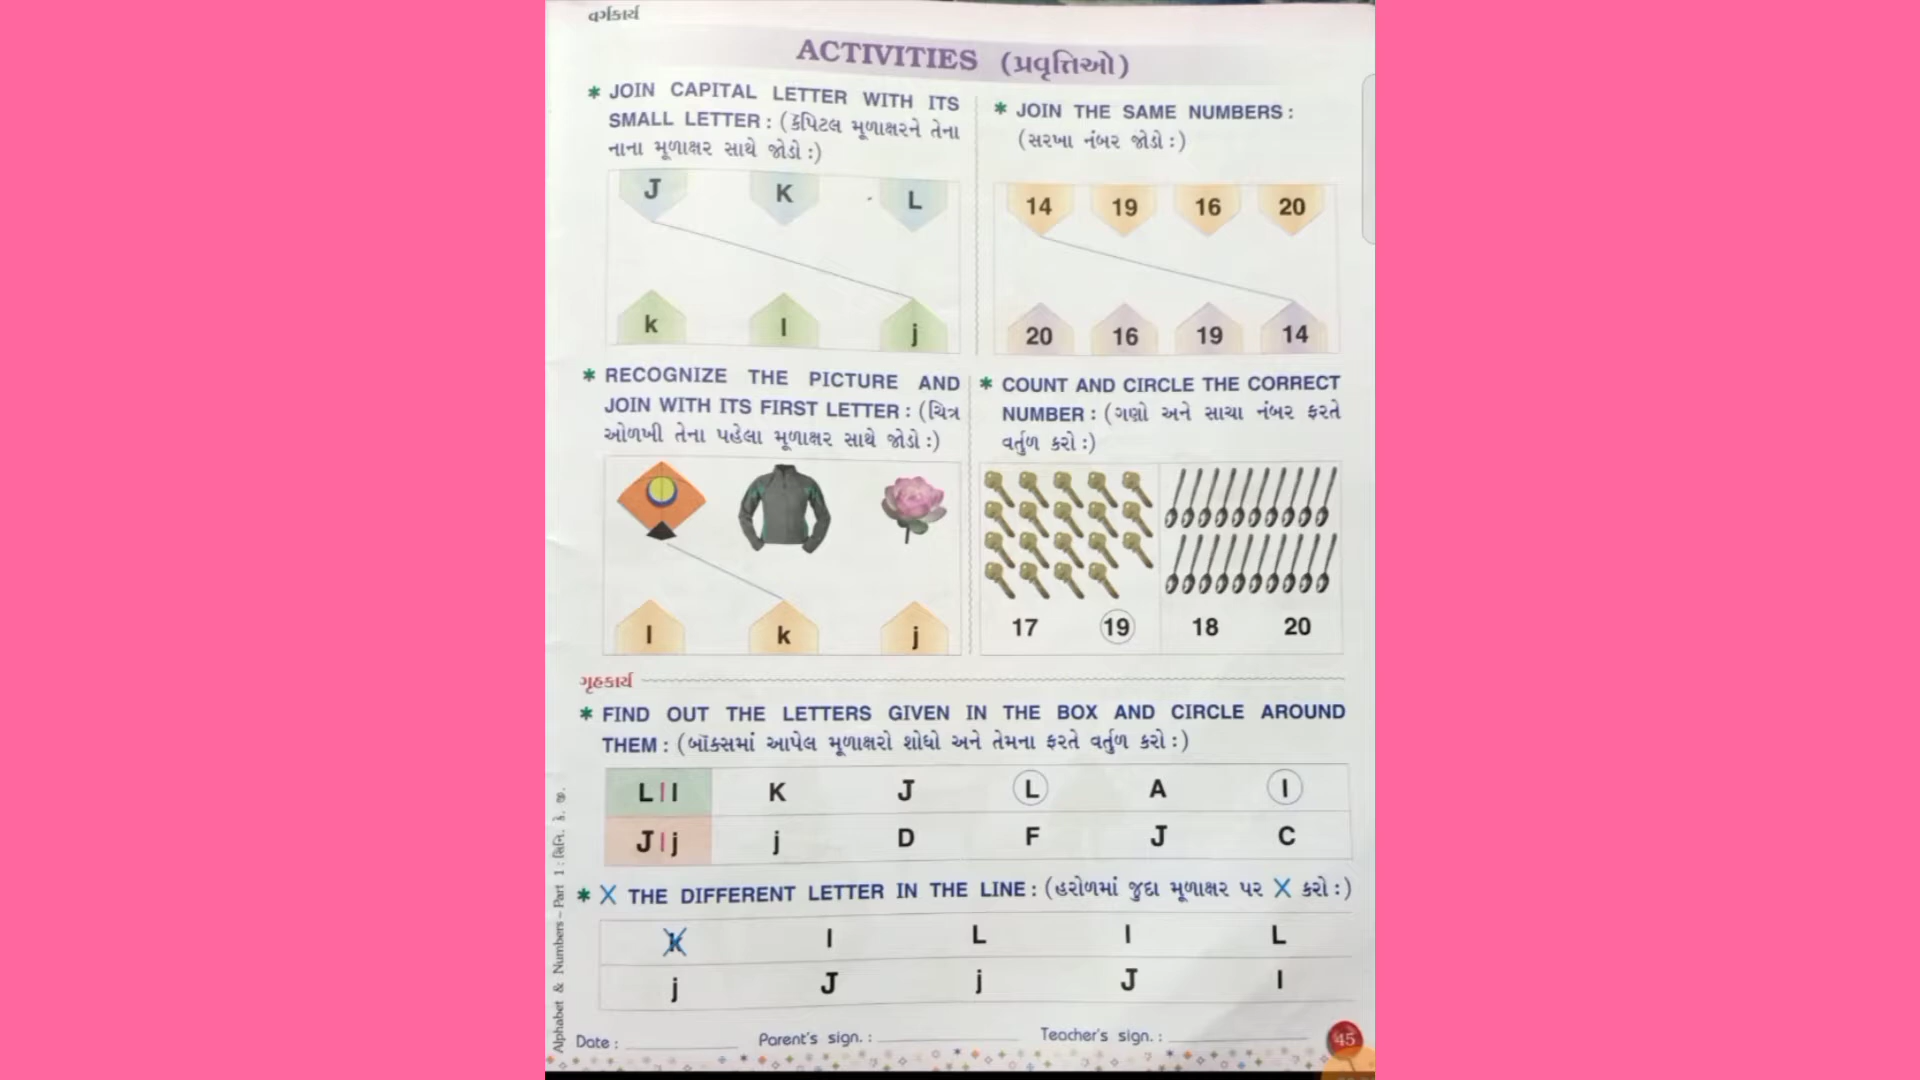 વર્ગકાર્ય
ACTIVITIES (પ્રવૃત્તિઓ)
* JOIN CAPITAL LETTER WITH ITS
SMALL LETTER : (કૅપિટલ મૂળાક્ષરને તેના
નાના મૂળાક્ષર સાથે જોડો :)
J K L
k l j
* JOIN THE SAME NUMBERS :
(સરખા નંબર જોડો :)
14 19 16 20
20 16 19 14
* RECOGNIZE THE PICTURE AND
JOIN WITH ITS FIRST LETTER : (ચિત્ર
ઓળખી તેના પહેલા મૂળાક્ષર સાથે જોડો :)
l k j
* COUNT AND CIRCLE THE CORRECT
NUMBER : (ગણો અને સાચા નંબર ફરતે
વર્તુળ કરો :)
17 19 18 20
ગૃહકાર્ય
* FIND OUT THE LETTERS GIVEN IN THE BOX AND CIRCLE AROUND
THEM : (બૉક્સમાં આપેલ મૂળાક્ષરો શોધો અને તેમના ફરતે વર્તુળ કરો :)
L | l K J L A l
J | j j D F J C
* X THE DIFFERENT LETTER IN THE LINE : (હરોળમાં જુદા મૂળાક્ષર પર X કરો :)
k l L l L
j J j J l
Date : Parent's sign. : Teacher's sign. :
45
Alphabet & Numbers – Part 1 : સિનિ. કે. જી.